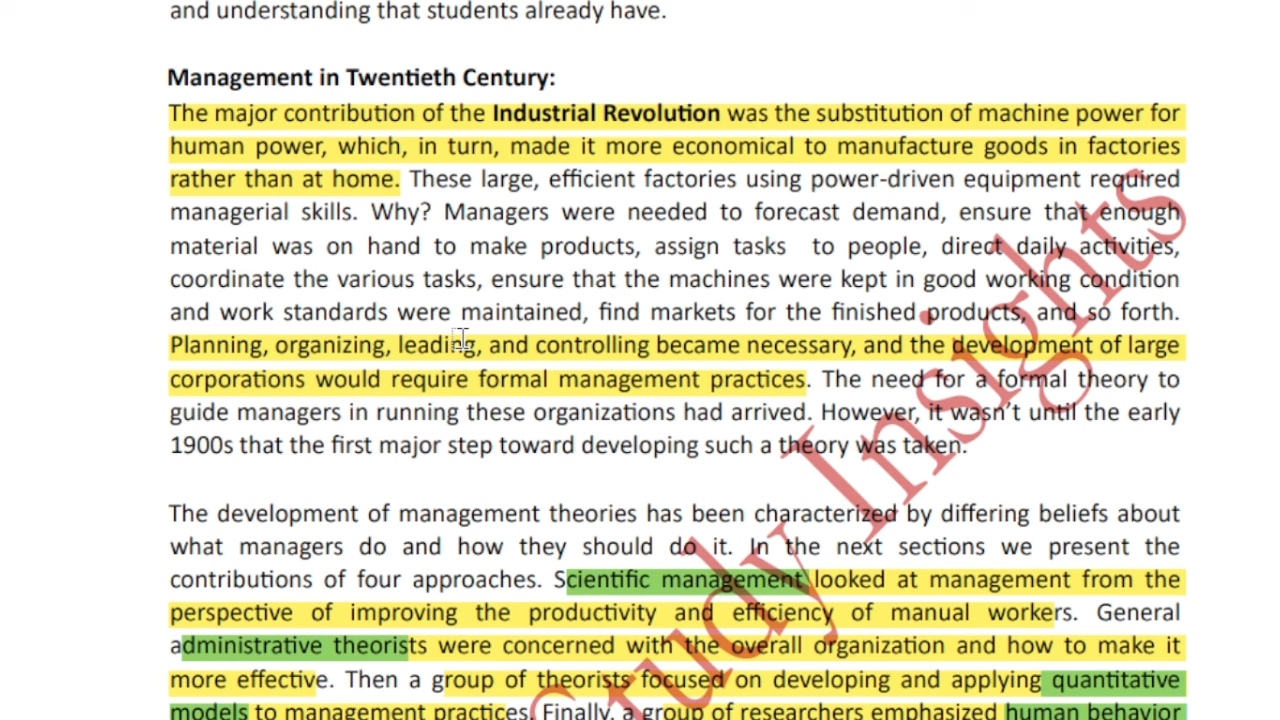 and understanding that students already have.
Management in Twentieth Century:
The major contribution of the Industrial Revolution was the substitution of machine power for
human power, which, in turn, made it more economical to manufacture goods in factories
rather than at home. These large, efficient factories using power-driven equipment required
managerial skills. Why? Managers were needed to forecast demand, ensure that enough
material was on hand to make products, assign tasks to people, direct daily activities,
coordinate the various tasks, ensure that the machines were kept in good working condition
and work standards were maintained, find markets for the finished products, and so forth.
Planning, organizing, leading, and controlling became necessary, and the development of large
corporations would require formal management practices. The need for a formal theory to
guide managers in running these organizations had arrived. However, it wasn't until the early
1900s that the first major step toward developing such a theory was taken.
The development of management theories has been characterized by differing beliefs about
what managers do and how they should do it. In the next sections we present the
contributions of four approaches. Scientific management looked at management from the
perspective of improving the productivity and efficiency of manual workers. General
administrative theorists were concerned with the overall organization and how to make it
more effective. Then a group of theorists focused on developing and applying quantitative
models to management practices. Finally, a group of researchers emphasized human behavior
Study Insights